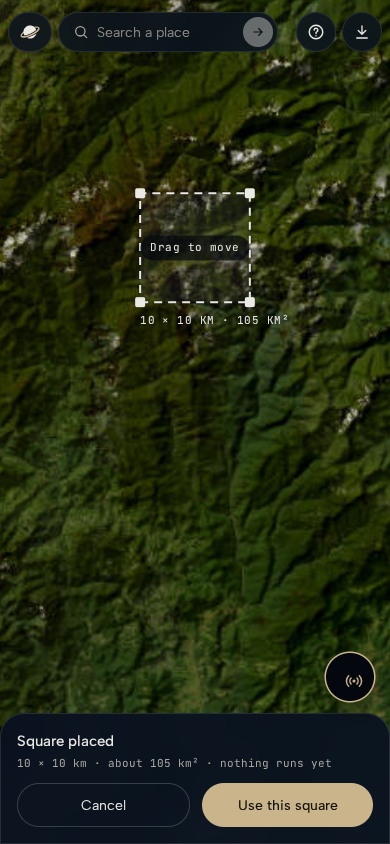 Search a place
Drag to move
10 × 10 KM · 105 KM²
Square placed
10 × 10 km · about 105 km² · nothing runs yet
Cancel
Use this square